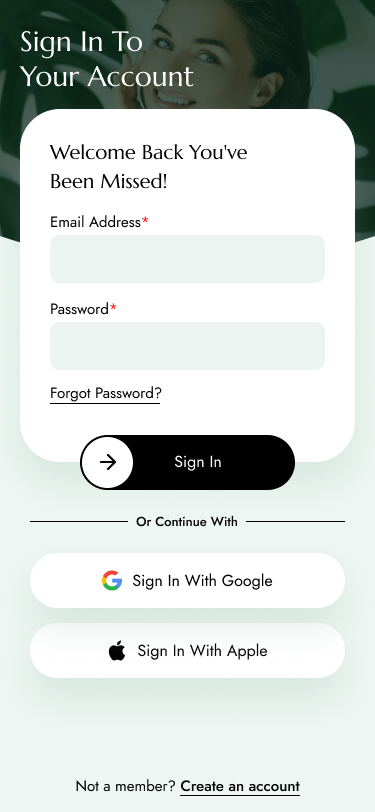 Sign In To
Your Account
Welcome Back You've
Been Missed!
Email Address*
Password*
Forgot Password?
Sign In
Or Continue With
Sign In With Google
Sign In With Apple
Not a member? Create an account